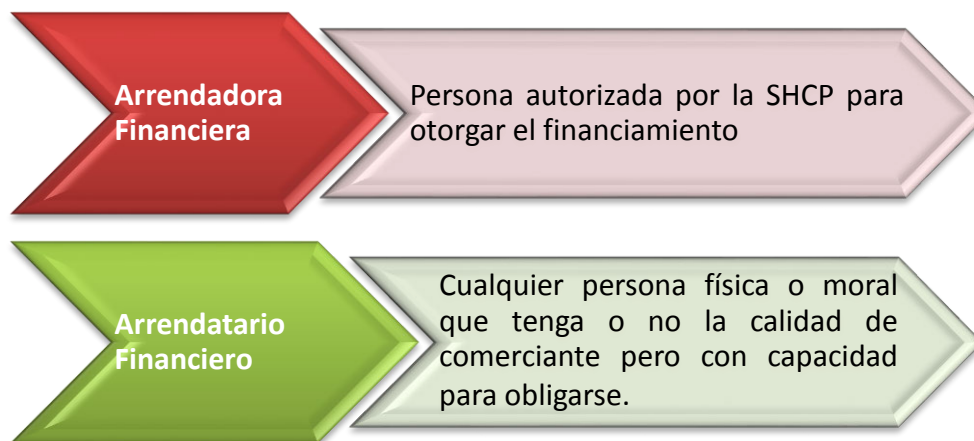 Arrendadora
Financiera
Persona autorizada por la SHCP para
otorgar el financiamiento
Arrendatario
Financiero
Cualquier persona física o moral
que tenga o no la calidad de
comerciante pero con capacidad
para obligarse.